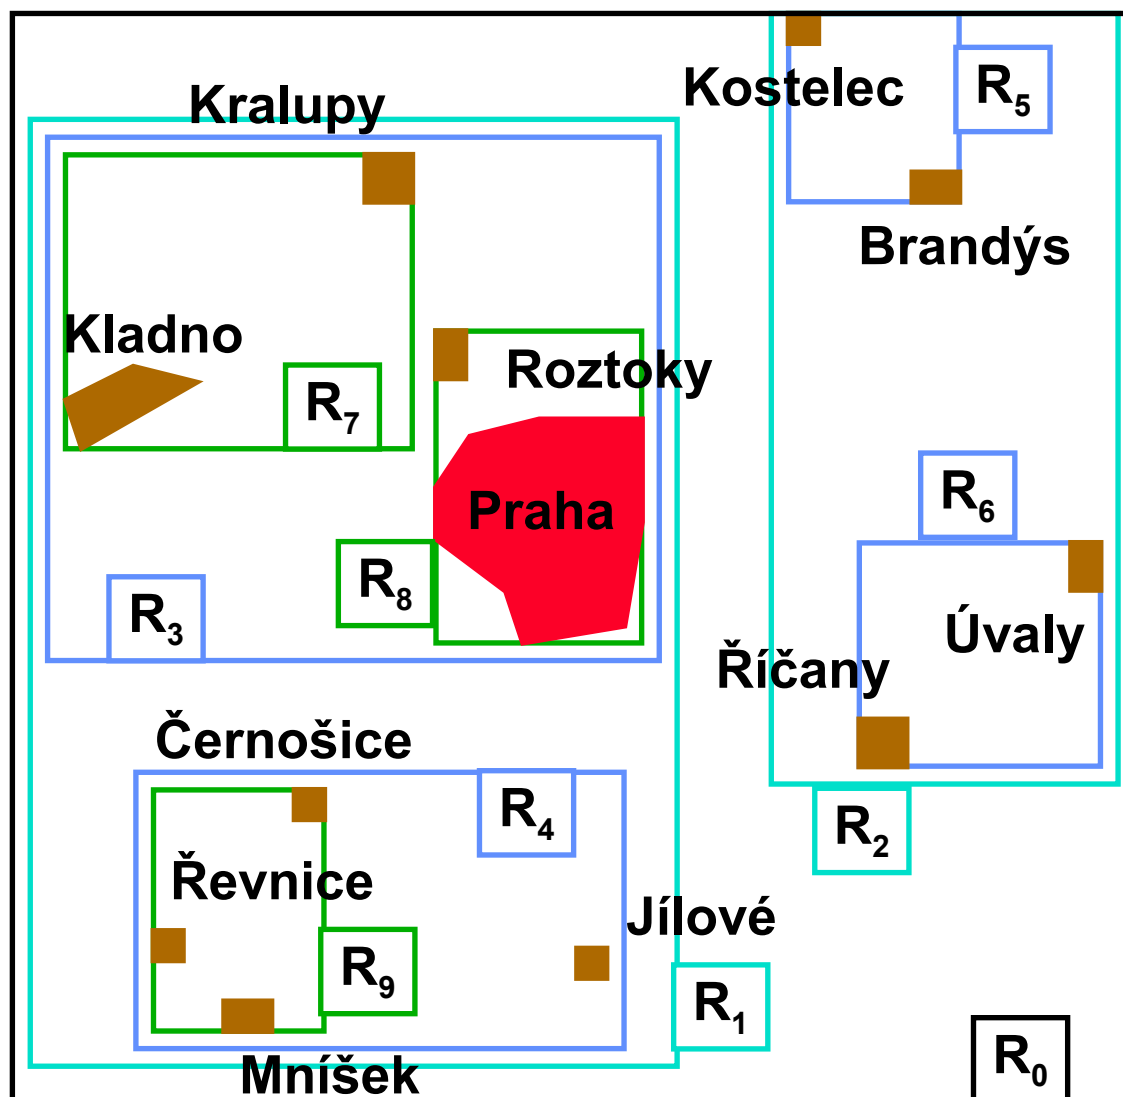 Kostelec
R5
Kralupy
Brandýs
Kladno
Roztoky
R7
R6
Praha
R8
R3
Úvaly
Říčany
Černošice
R4
R2
Řevnice
Jílové
R9
R1
Mníšek
R0